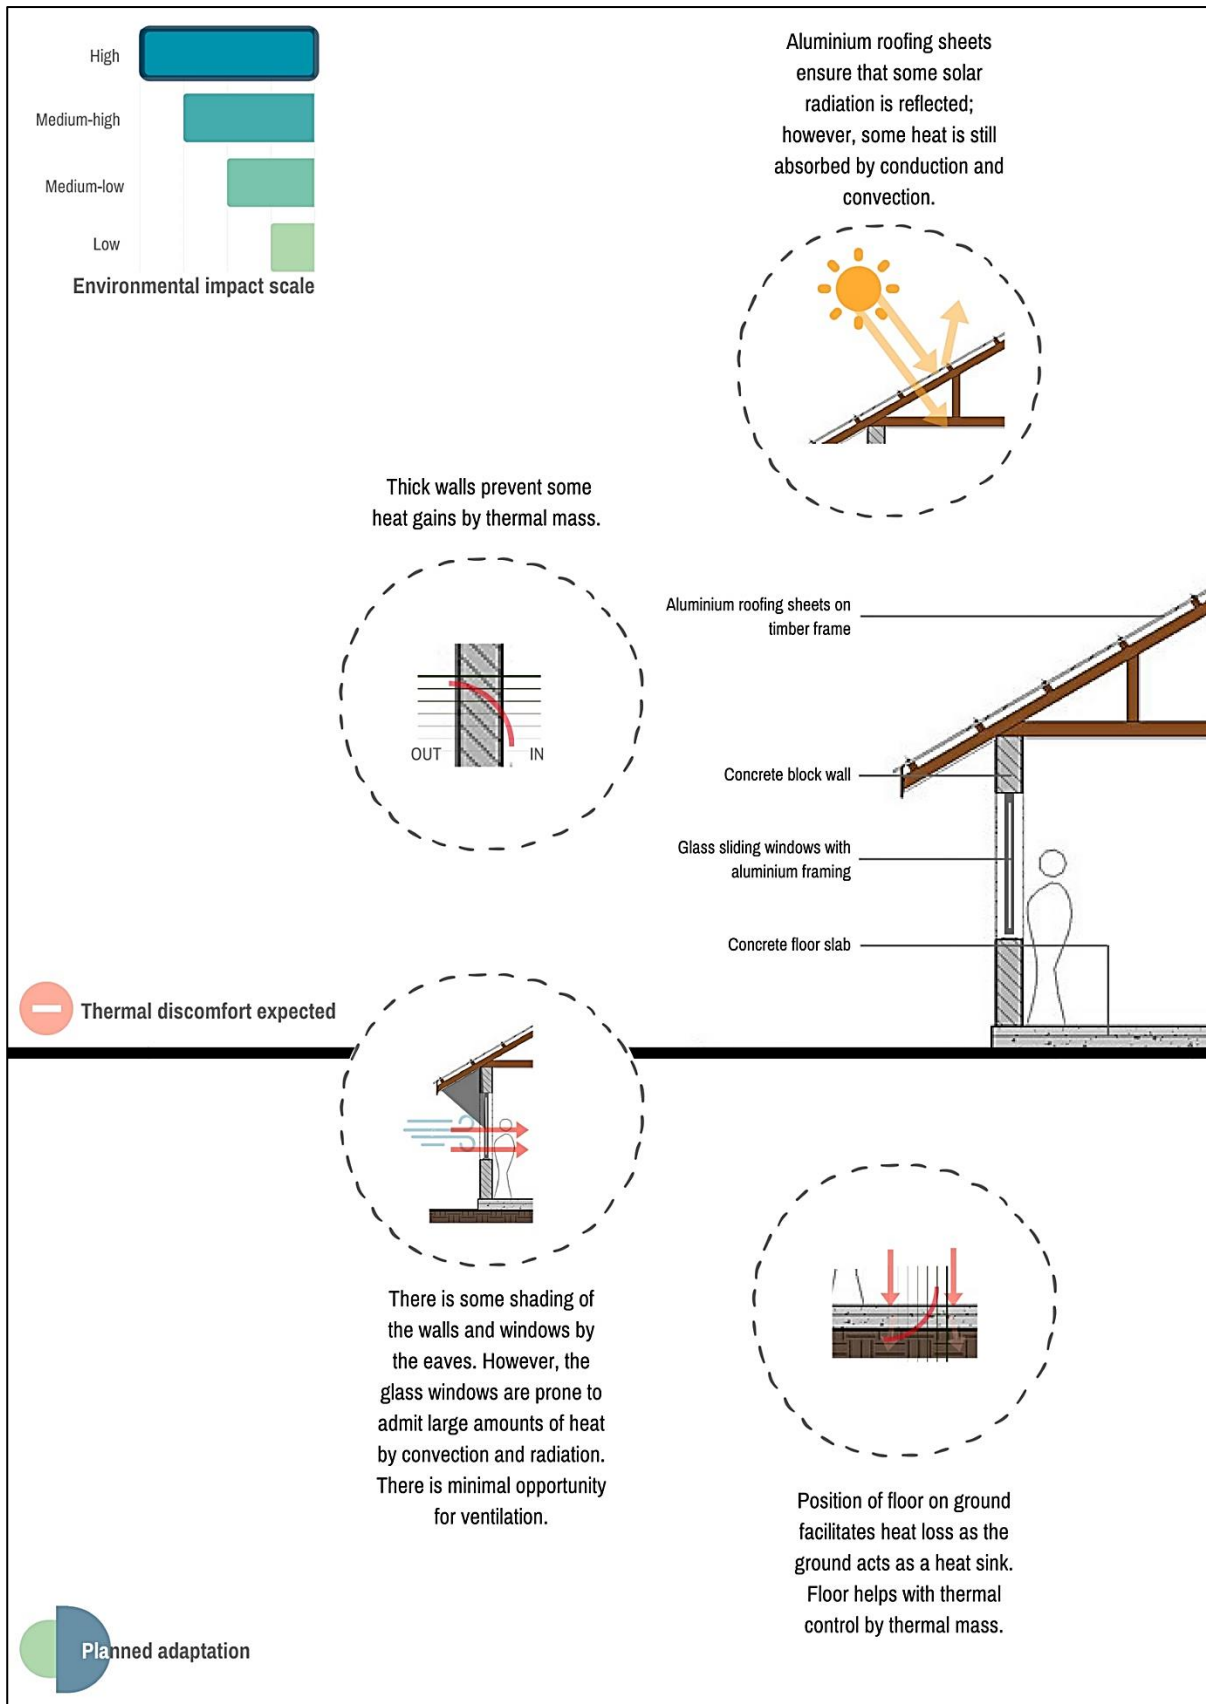 High
Medium-high
Medium-low
Low
Environmental impact scale
Aluminium roofing sheets
ensure that some solar
radiation is reflected;
however, some heat is still
absorbed by conduction and
convection.
Thick walls prevent some
heat gains by thermal mass.
OUT
IN
Aluminium roofing sheets on
timber frame
Concrete block wall
Glass sliding windows with
aluminium framing
Concrete floor slab
Thermal discomfort expected
There is some shading of
the walls and windows by
the eaves. However, the
glass windows are prone to
admit large amounts of heat
by convection and radiation.
There is minimal opportunity
for ventilation.
Position of floor on ground
facilitates heat loss as the
ground acts as a heat sink.
Floor helps with thermal
control by thermal mass.
Planned adaptation